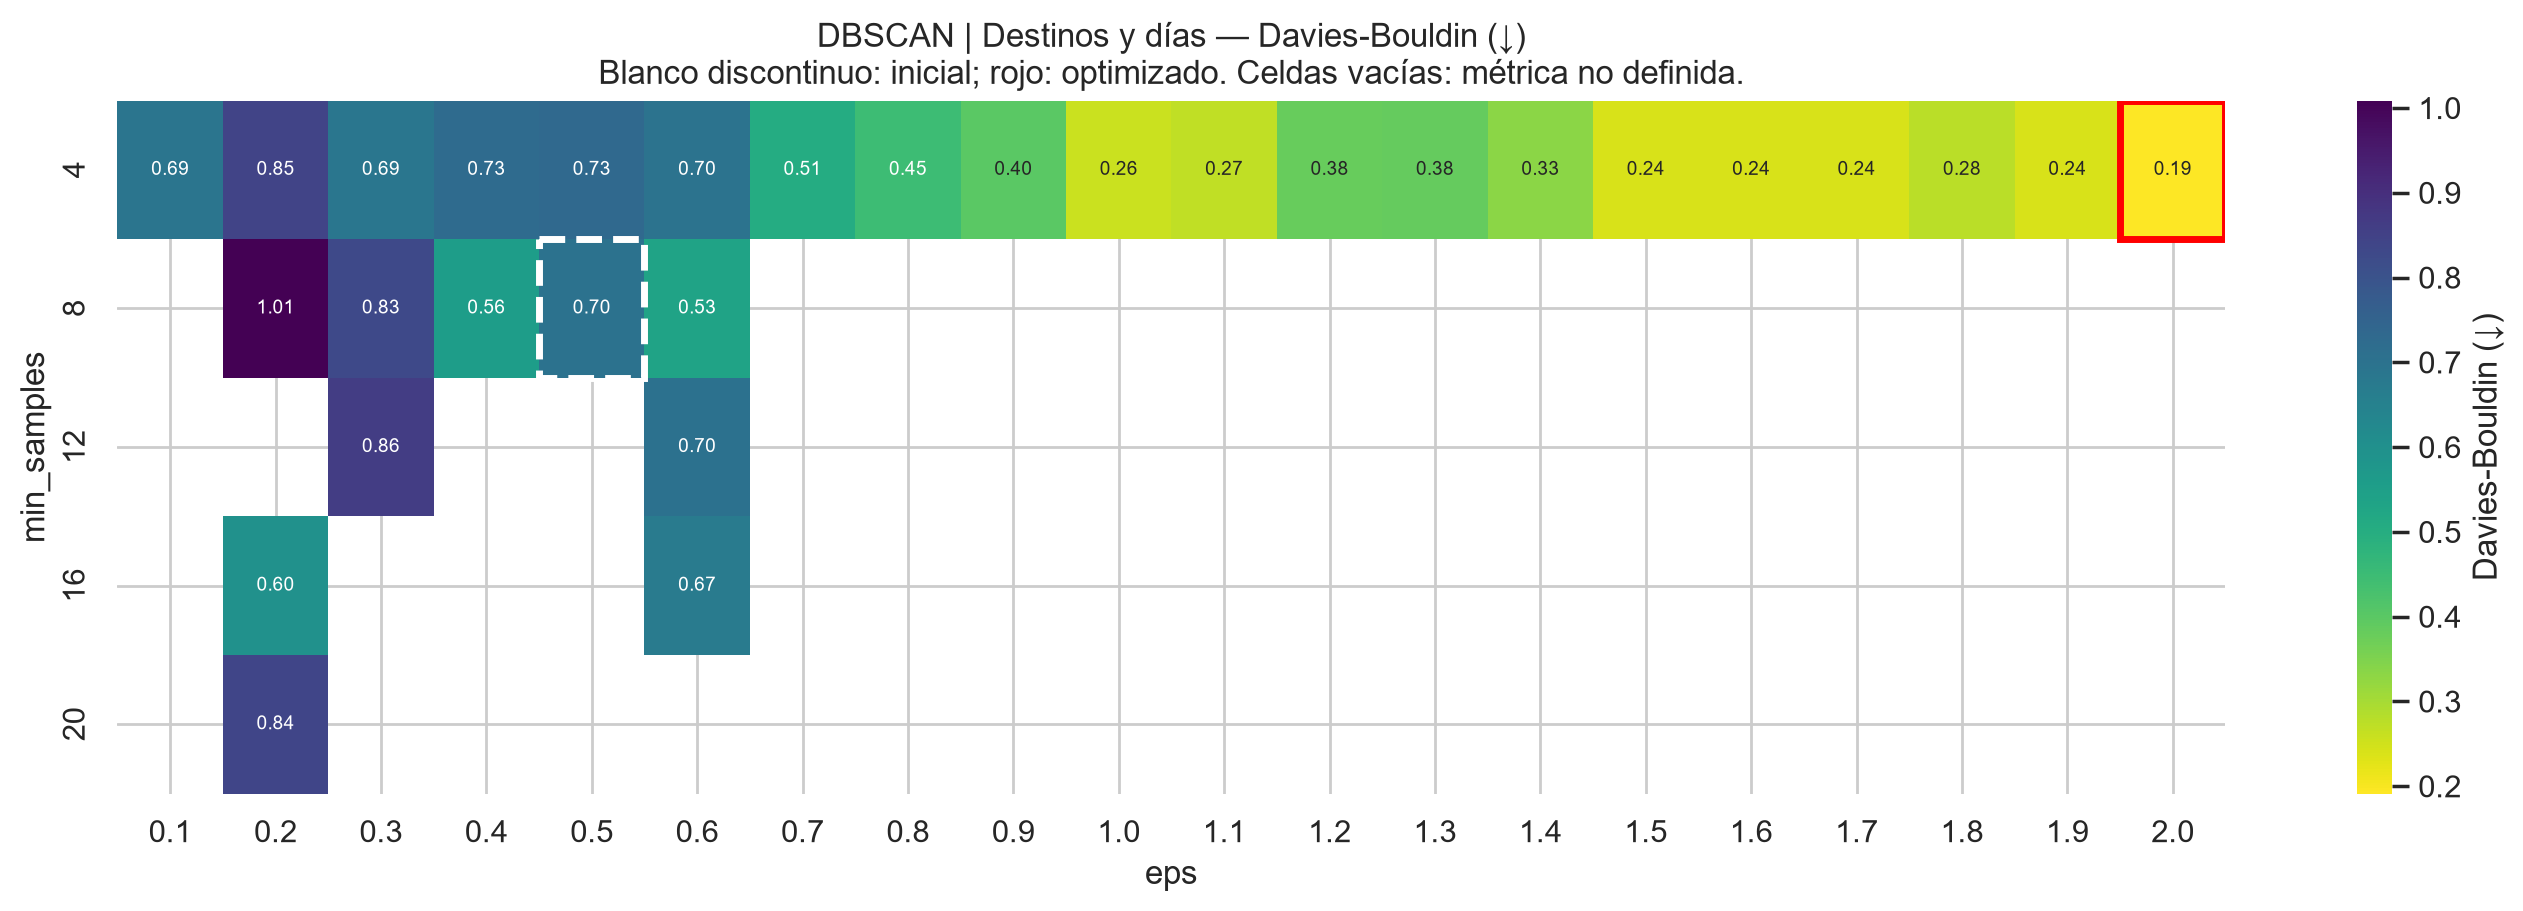 DBSCAN | Destinos y días — Davies-Bouldin (↓)
Blanco discontinuo: inicial; rojo: optimizado. Celdas vacías: métrica no definida.
min_samples
4
0.69 0.85 0.69 0.73 0.73 0.70 0.51 0.45 0.40 0.26 0.27 0.38 0.38 0.33 0.24 0.24 0.24 0.28 0.24 0.19
8
1.01 0.83 0.56 0.70 0.53
12
0.86 0.70
16
0.60 0.67
20
0.84
0.1 0.2 0.3 0.4 0.5 0.6 0.7 0.8 0.9 1.0 1.1 1.2 1.3 1.4 1.5 1.6 1.7 1.8 1.9 2.0
eps
1.0
0.9
0.8
0.7
0.6
0.5
0.4
0.3
0.2
Davies-Bouldin (↓)